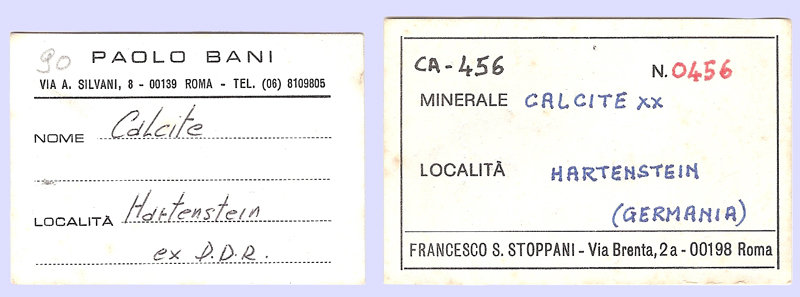 90
PAOLO BANI
VIA A. SILVANI, 8 - 00139 ROMA - TEL. (06) 8109805
NOME Calcite
LOCALITÀ Hartenstein
ex D.D.R.
CA-456 N. 0456
MINERALE CALCITE xx
LOCALITÀ HARTENSTEIN
(GERMANIA)
FRANCESCO S. STOPPANI - Via Brenta, 2a - 00198 Roma